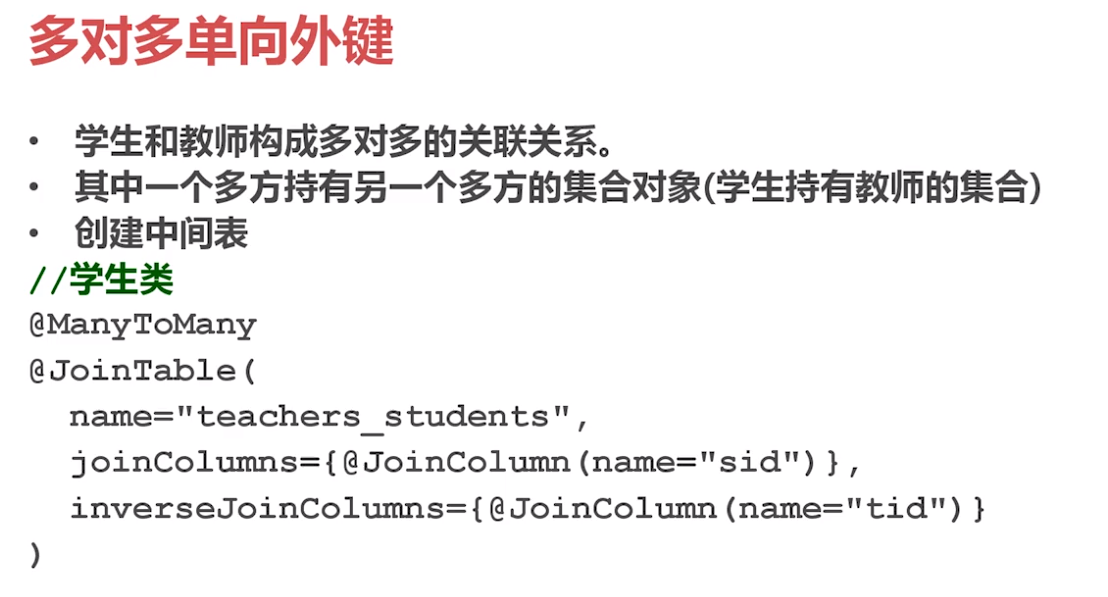 多对多单向外键
• 学生和教师构成多对多的关联关系。
• 其中一个多方持有另一个多方的集合对象(学生持有教师的集合)
• 创建中间表
//学生类
@ManyToMany
@JoinTable(
  name="teachers_students",
  joinColumns={@JoinColumn(name="sid")},
  inverseJoinColumns={@JoinColumn(name="tid")}
)